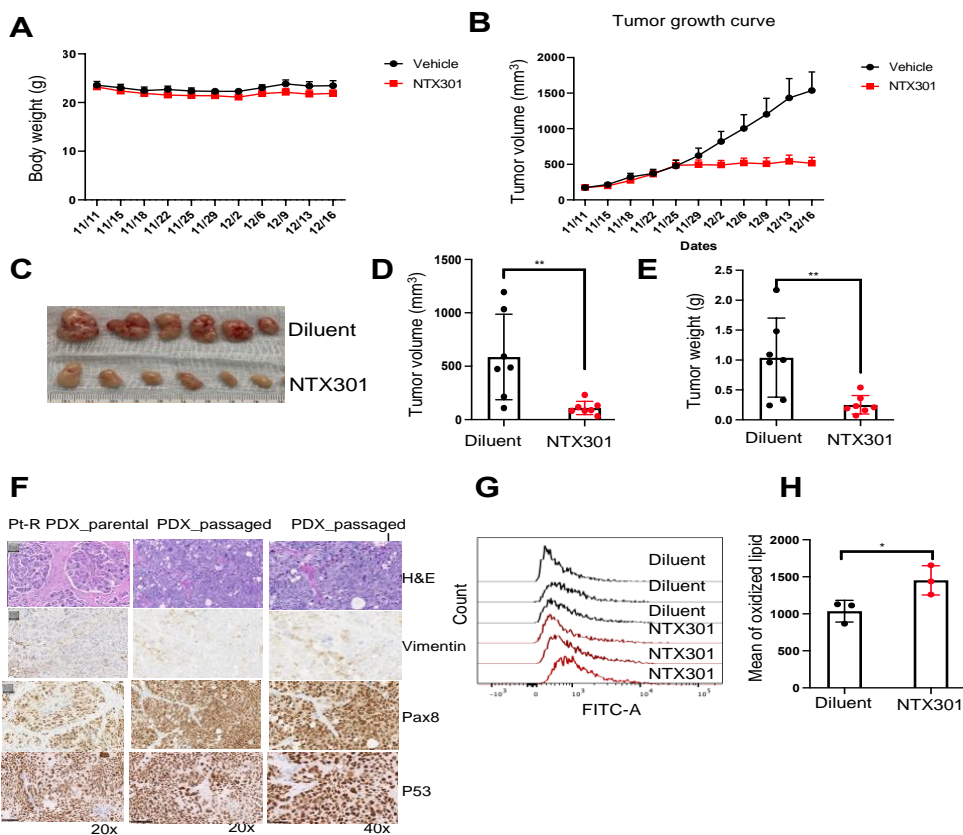 A
Body weight (g)
30
20
10
0
11/11
11/15
11/18
11/22
11/25
11/29
12/2
12/6
12/9
12/13
12/16
Vehicle
NTX301
B
Tumor growth curve
Tumor volume (mm³)
2000
1500
1000
500
0
11/11
11/15
11/18
11/22
11/25
11/29
12/2
12/6
12/9
12/13
12/16
Dates
Vehicle
NTX301
C
Diluent
NTX301
D
Tumor volume (mm³)
1500
1000
500
0
**
Diluent
NTX301
E
Tumor weight (g)
2.5
2.0
1.5
1.0
0.5
0.0
**
Diluent
NTX301
F
Pt-R PDX_parental
PDX_passaged
PDX_passaged
H&E
Vimentin
Pax8
P53
20x
20x
40x
G
Count
Diluent
Diluent
Diluent
NTX301
NTX301
NTX301
-10³
0
10³
10⁴
10⁵
FITC-A
H
Mean of oxidized lipid
2000
1500
1000
500
0
*
Diluent
NTX301